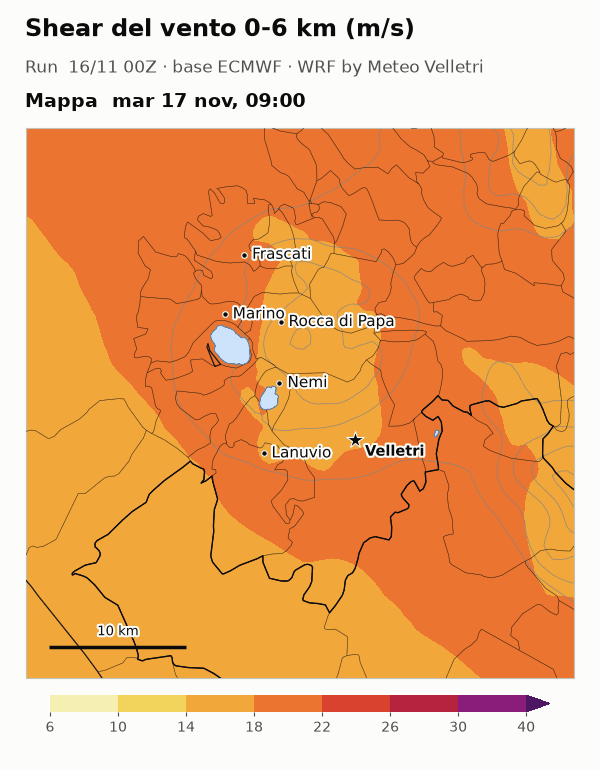 Shear del vento 0-6 km (m/s)
Run  16/11 00Z · base ECMWF · WRF by Meteo Velletri
Mappa  mar 17 nov, 09:00
Frascati
Marino
Rocca di Papa
Nemi
Velletri
Lanuvio
10 km
6 10 14 18 22 26 30 40